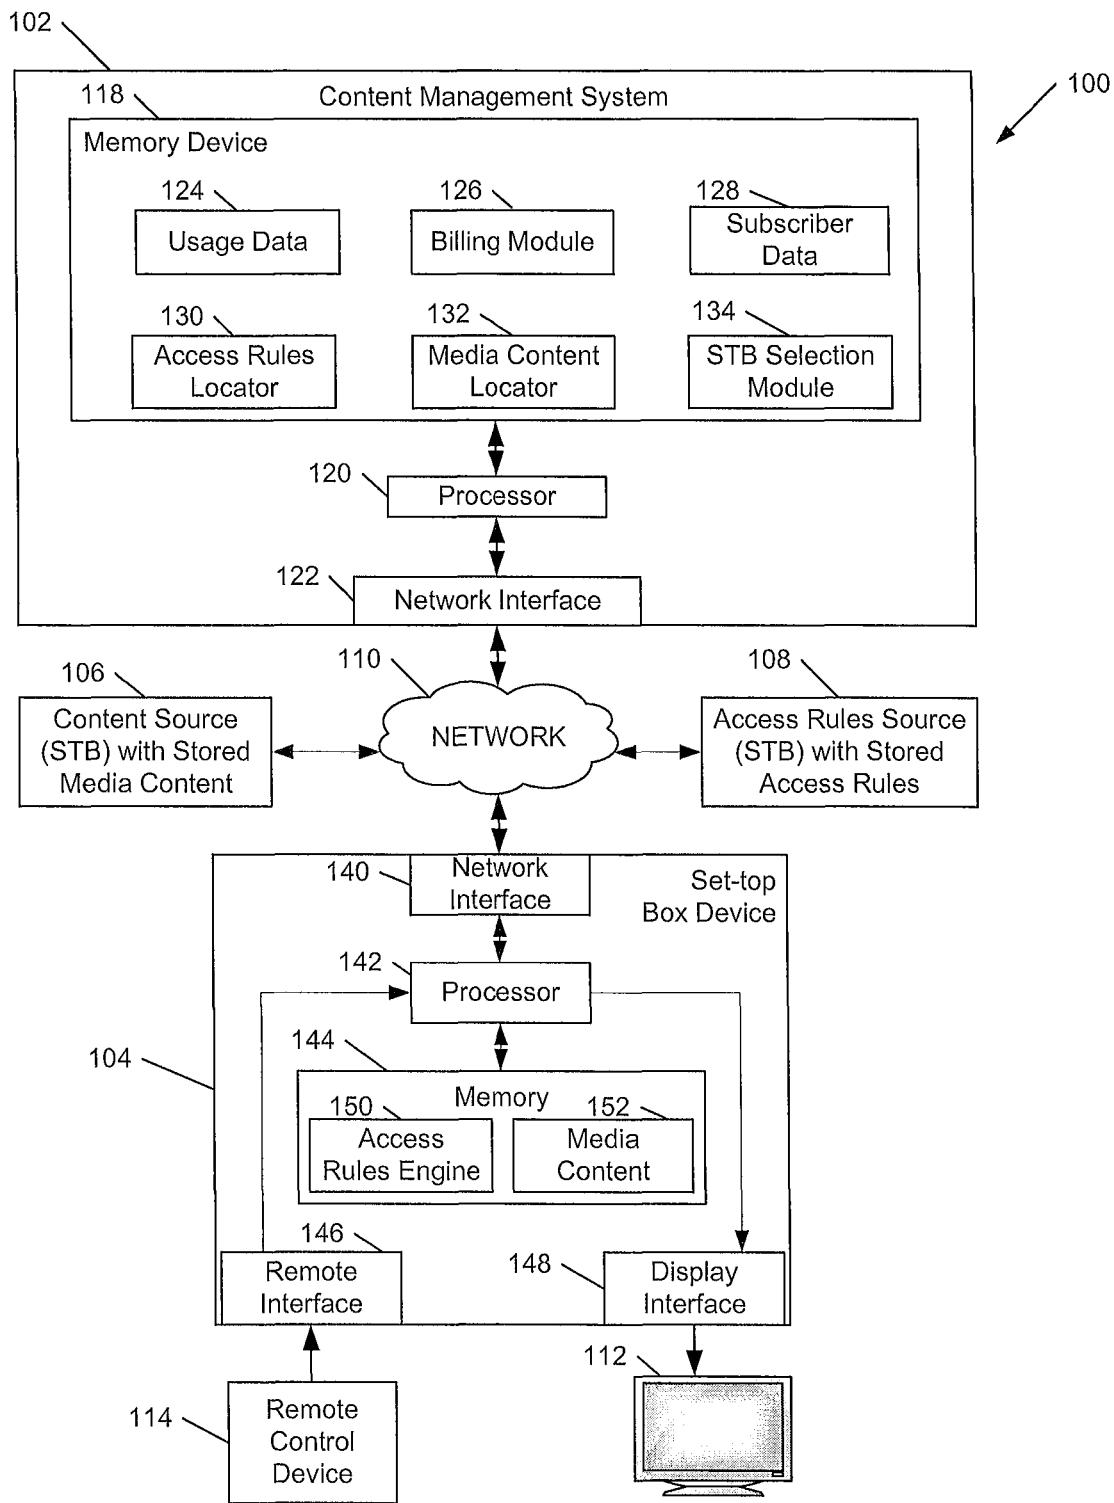 102
100
Content Management System
118
Memory Device
124
126
128
Usage Data
Billing Module
Subscriber
Data
130
132
134
Access Rules
Locator
Media Content
Locator
STB Selection
Module
120
Processor
122
Network Interface
106
110
108
Content Source
(STB) with Stored
Media Content
NETWORK
Access Rules Source
(STB) with Stored
Access Rules
140
Network
Interface
Set-top
Box Device
142
Processor
104
144
Memory
150
152
Access
Rules Engine
Media
Content
146
Remote
Interface
148
Display
Interface
112
114
Remote
Control
Device